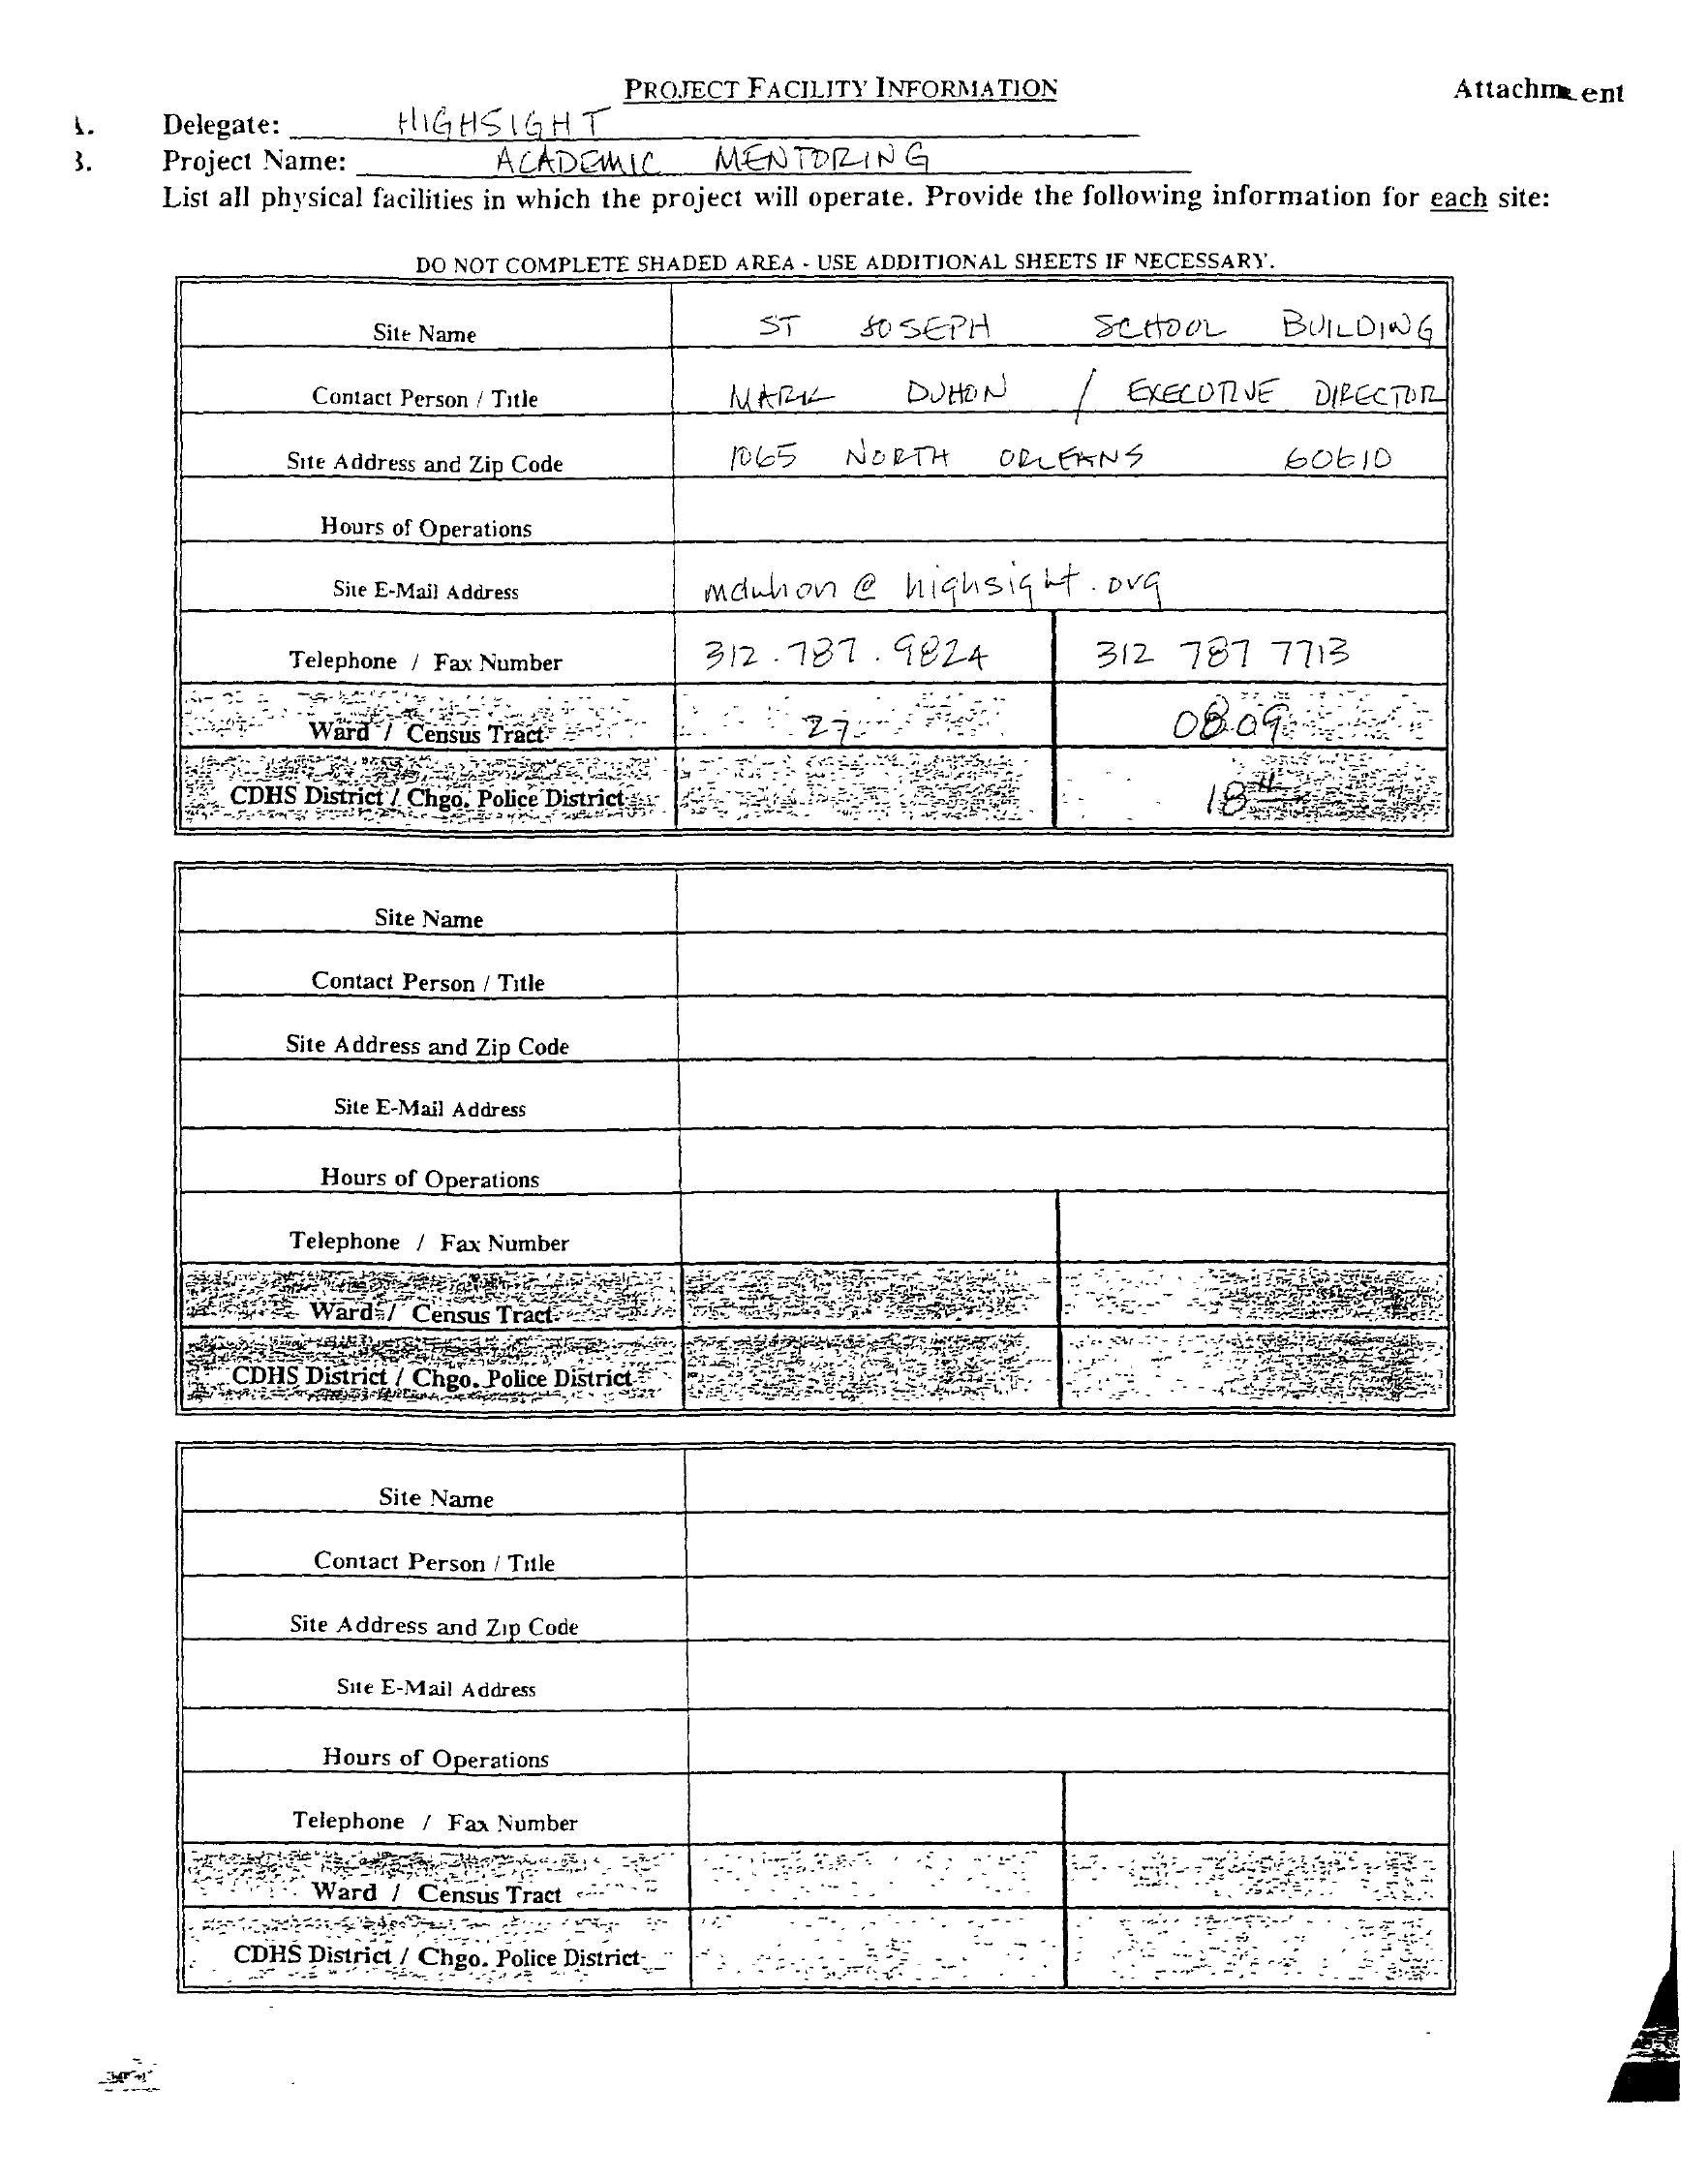 PROJECT FACILITY INFORMATION Attachment
Delegate: HIGHSIGHT
3. Project Name: ACADEMIC MENTORING
List all physical facilities in which the project will operate. Provide the following information for each site:
DO NOT COMPLETE SHADED AREA - USE ADDITIONAL SHEETS IF NECESSARY.
Site Name ST JOSEPH SCHOOL BUILDING
Contact Person / Title MARK DUHON / EXECUTIVE DIRECTOR
Site Address and Zip Code 1065 NORTH ORLEANS 60610
Hours of Operations
Site E-Mail Address mduhon @ highsight.org
Telephone / Fax Number 312.787.9824 312 787 7713
Ward / Census Tract 27 08.09
CDHS District / Chgo. Police District 18TH
Site Name
Contact Person / Title
Site Address and Zip Code
Site E-Mail Address
Hours of Operations
Telephone / Fax Number
Ward / Census Tract
CDHS District / Chgo. Police District
Site Name
Contact Person / Title
Site Address and Zip Code
Site E-Mail Address
Hours of Operations
Telephone / Fax Number
Ward / Census Tract
CDHS District / Chgo. Police District